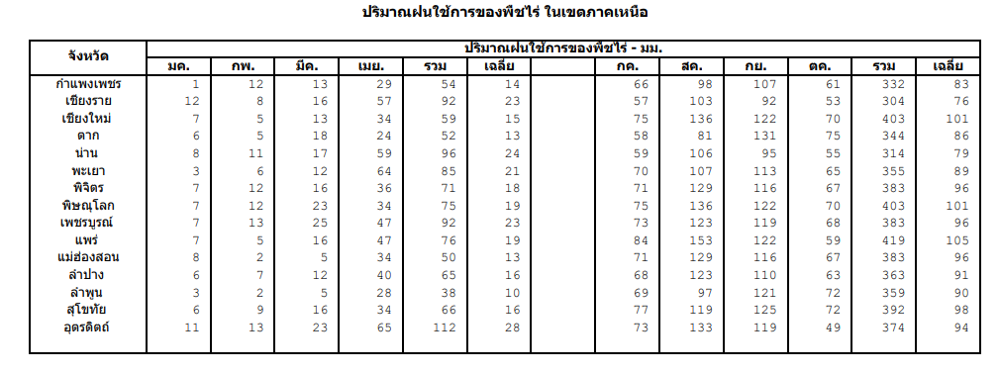 ปริมาณฝนใช้การของพืชไร่ ในเขตภาคเหนือ
จังหวัด ปริมาณฝนใช้การของพืชไร่ - มม.
มค. กพ. มีค. เมย. รวม เฉลี่ย กค. สค. กย. ตค. รวม เฉลี่ย
กำแพงเพชร 1 12 13 29 54 14 66 98 107 61 332 83
เชียงราย 12 8 16 57 92 23 57 103 92 53 304 76
เชียงใหม่ 7 5 13 34 59 15 75 136 122 70 403 101
ตาก 6 5 18 24 52 13 58 81 131 75 344 86
น่าน 8 11 17 59 96 24 59 106 95 55 314 79
พะเยา 3 6 12 64 85 21 70 107 113 65 355 89
พิจิตร 7 12 16 36 71 18 71 129 116 67 383 96
พิษณุโลก 7 12 23 34 75 19 75 136 122 70 403 101
เพชรบูรณ์ 7 13 25 47 92 23 73 123 119 68 383 96
แพร่ 7 5 16 47 76 19 84 153 122 59 419 105
แม่ฮ่องสอน 8 2 5 34 50 13 71 129 116 67 383 96
ลำปาง 6 7 12 40 65 16 68 123 110 63 363 91
ลำพูน 3 2 5 28 38 10 69 97 121 72 359 90
สุโขทัย 6 9 16 34 66 16 77 119 125 72 392 98
อุตรดิตถ์ 11 13 23 65 112 28 73 133 119 49 374 94